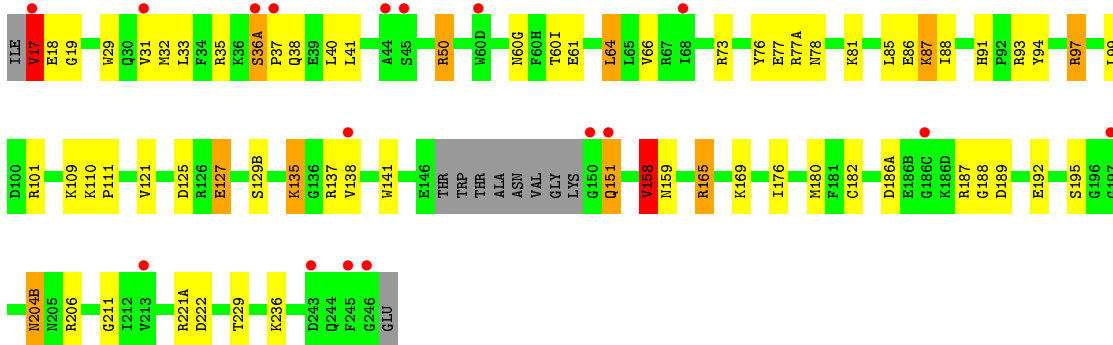 ILE V17 E18 G19 W29 Q30 V31 M32 L33 F34 R35 K36 S36A P37 Q38 E39 L40 L41 A44 S45 R50 W60D N60G F60H T60I E61 L64 L65 V66 R67 I68 R73 Y76 E77 R77A N78 K81 L85 E86 K87 I88 H91 P92 R93 Y94 R97
D100 R101 K109 K110 P111 V121 D125 R126 E127 S129B K135 G136 R137 V138 W141 E146 THR TRP THR ALA ASN VAL GLY LYS G150 Q151 V158 N159 R165 K169 I176 M180 F181 C182 D186A E186B G186C K186D R187 G188 D189 E192 S195 G196
N204B N205 R206 G211 I212 V213 R221A D222 T229 K236 D243 Q244 F245 G246 GLU